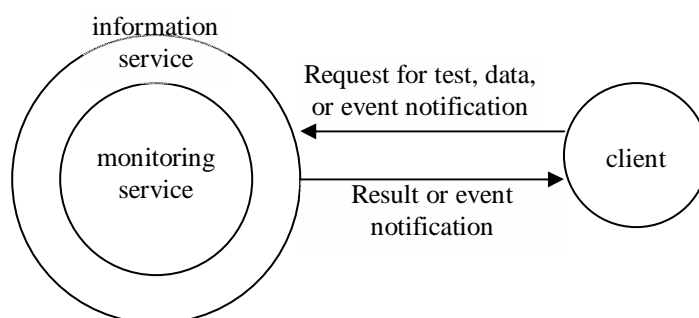 information
service
monitoring
service
Request for test, data,
or event notification
Result or event
notification
client